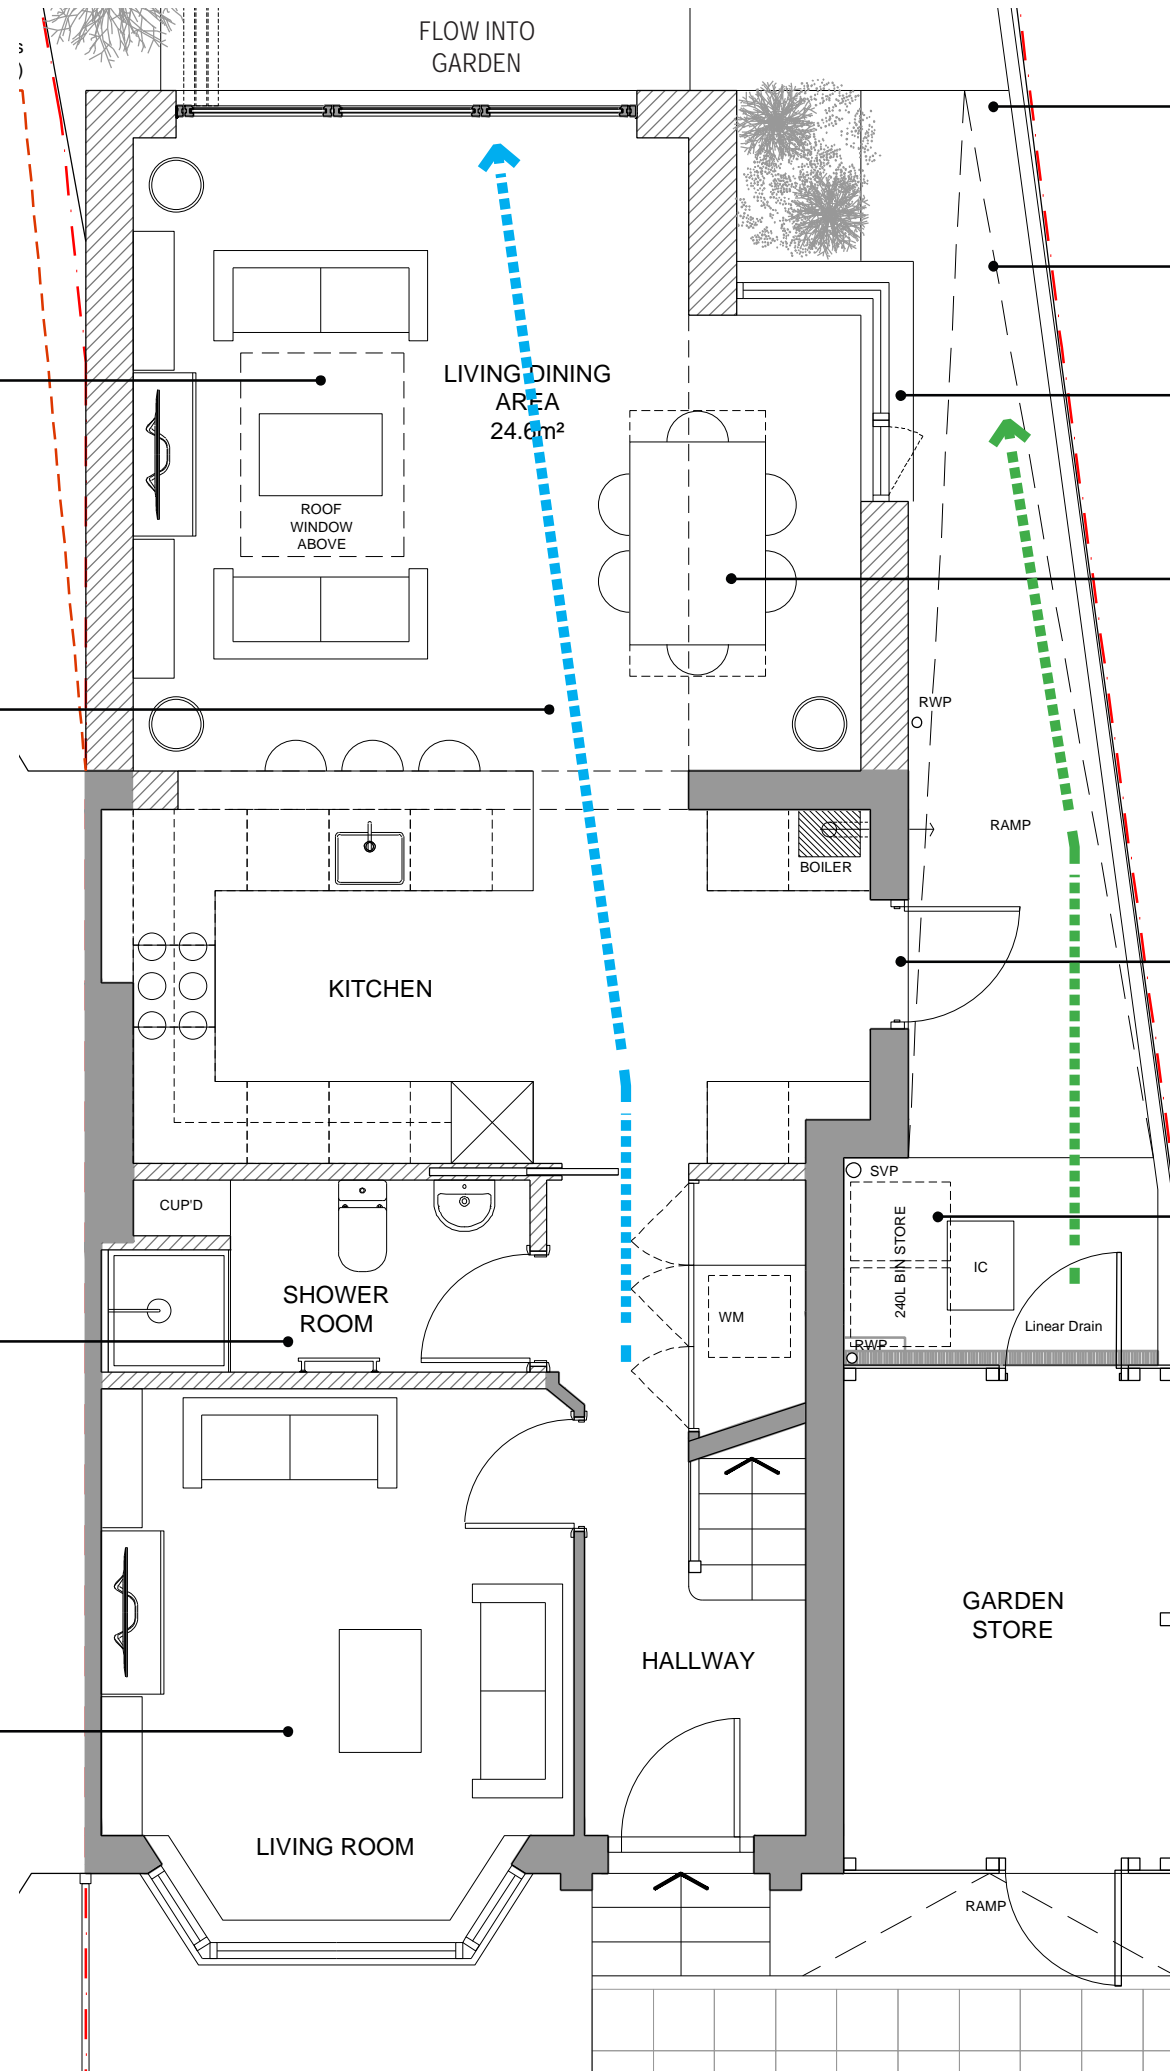 FLOW INTO
GARDEN
s
)
LIVING DINING
AREA
24.6m²
ROOF
WINDOW
ABOVE
RWP
RAMP
BOILER
KITCHEN
SVP
CUP'D
240L BIN STORE
IC
SHOWER
ROOM
WM
Linear Drain
RWP
GARDEN
STORE
HALLWAY
LIVING ROOM
RAMP